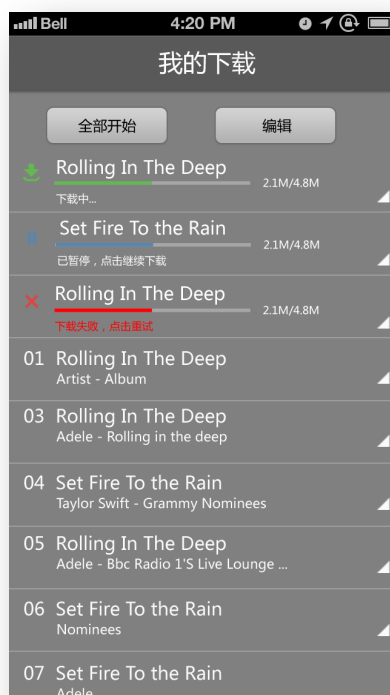 Bell 4:20 PM
我的下载
全部开始 编辑
Rolling In The Deep
2.1M/4.8M
下载中...
Set Fire To the Rain
2.1M/4.8M
已暂停，点击继续下载
Rolling In The Deep
2.1M/4.8M
下载失败，点击重试
01 Rolling In The Deep
Artist - Album
03 Rolling In The Deep
Adele - Rolling in the deep
04 Set Fire To the Rain
Taylor Swift - Grammy Nominees
05 Rolling In The Deep
Adele - Bbc Radio 1'S Live Lounge ...
06 Set Fire To the Rain
Nominees
07 Set Fire To the Rain
Adele